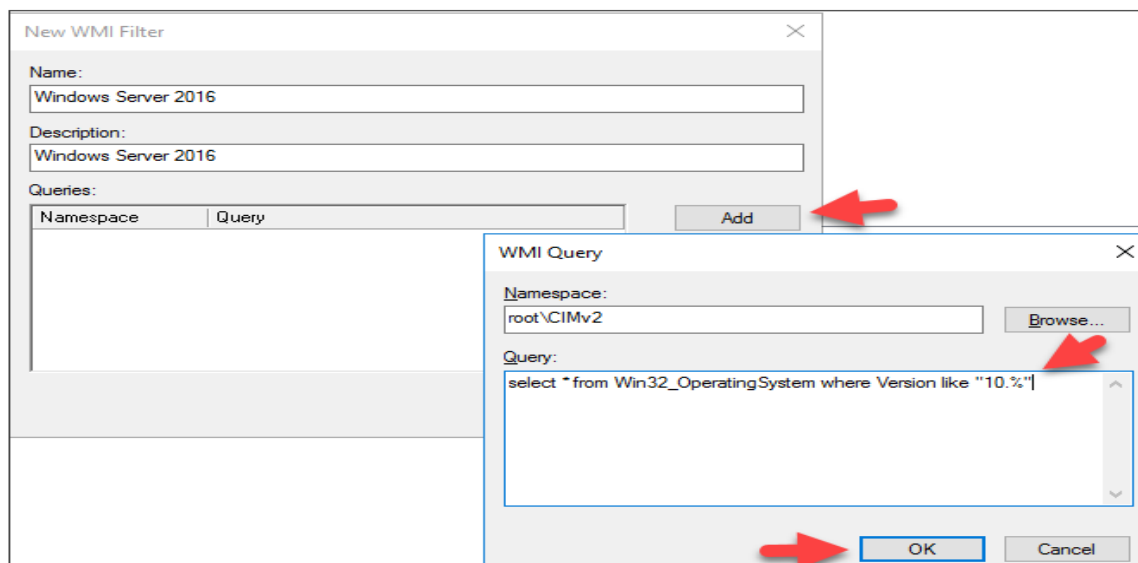 New WMI Filter
Name:
Windows Server 2016
Description:
Windows Server 2016
Queries:
Namespace Query
Add
WMI Query
Namespace:
root\CIMv2
Browse...
Query:
select * from Win32_OperatingSystem where Version like "10.%"
OK Cancel